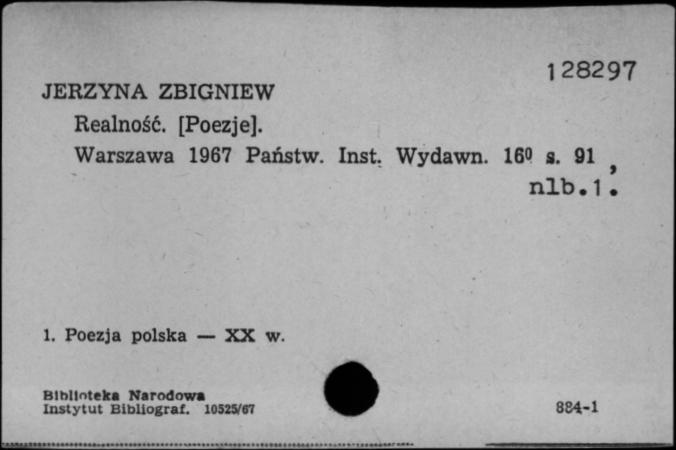 128297
JERZYNA ZBIGNIEW
Realność. [Poezje].
Warszawa 1967 Państw. Inst. Wydawn. 16⁰ s. 91 ,
nlb.1.
1. Poezja polska — XX w.
Biblioteka Narodowa
Instytut Bibliograf. 10525/67
884-1